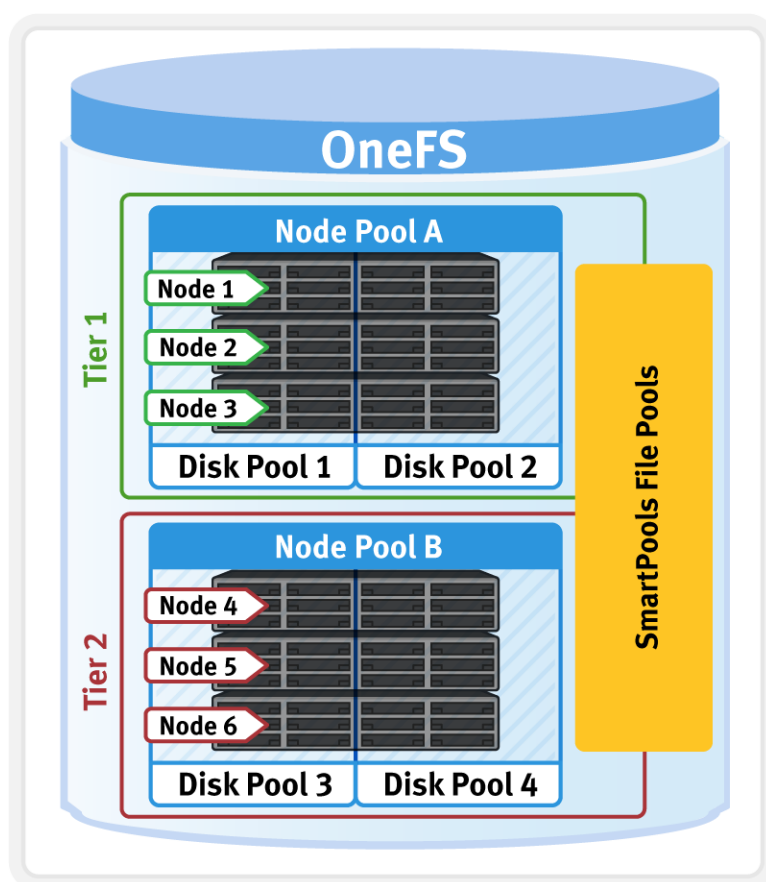 OneFS
Tier 1
Node Pool A
Node 1
Node 2
Node 3
Disk Pool 1
Disk Pool 2
SmartPools File Pools
Tier 2
Node Pool B
Node 4
Node 5
Node 6
Disk Pool 3
Disk Pool 4